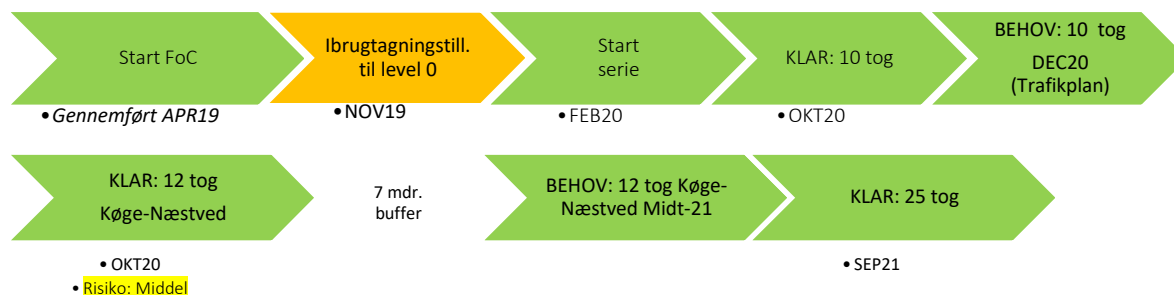 Start FoC
• Gennemført APR19
Ibrugtagningstill.
til level 0
• NOV19
Start
serie
• FEB20
KLAR: 10 tog
• OKT20
BEHOV: 10 tog
DEC20
(Trafikplan)
KLAR: 12 tog
Køge-Næstved
• OKT20
• Risiko: Middel
7 mdr.
buffer
BEHOV: 12 tog Køge-
Næstved Midt-21
KLAR: 25 tog
• SEP21